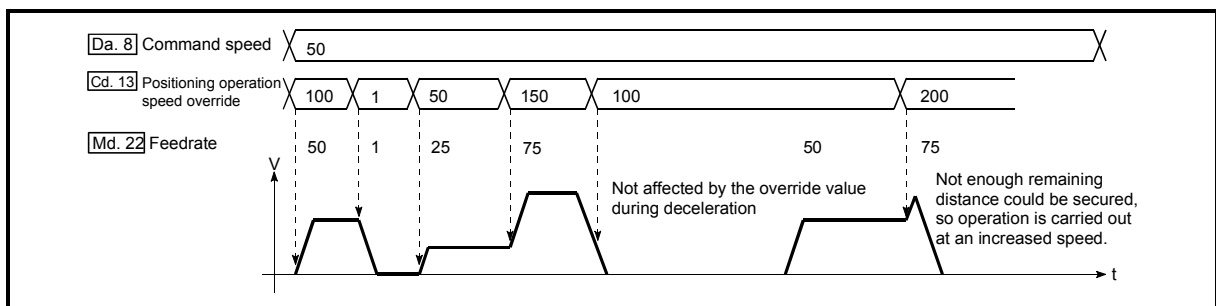 Da. 8 Command speed
50
Cd. 13 Positioning operation
speed override
100 1 50 150 100 200
Md. 22 Feedrate
50 1 25 75 50 75
V
Not affected by the override value
during deceleration
Not enough remaining
distance could be secured,
so operation is carried out
at an increased speed.
t